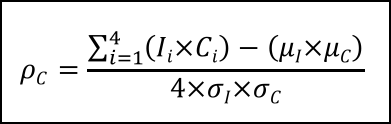 ρ_C = (∑_{i=1}^{4}(I_i×C_i) − (μ_I×μ_C)) / (4×σ_I×σ_C)